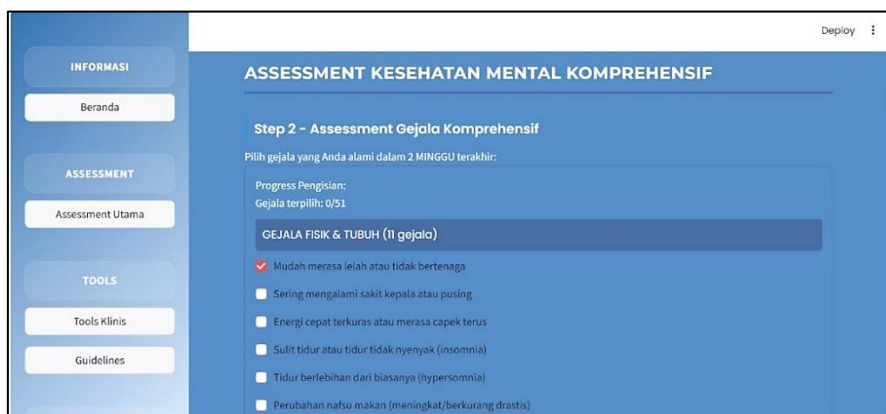 Deploy
INFORMASI
Beranda
ASSESSMENT
Assessment Utama
TOOLS
Tools Klinis
Guidelines
ASSESSMENT KESEHATAN MENTAL KOMPREHENSIF
Step 2 - Assessment Gejala Komprehensif
Pilih gejala yang Anda alami dalam 2 MINGGU terakhir:
Progress Pengisian:
Gejala terpilih: 0/51
GEJALA FISIK & TUBUH (11 gejala)
Mudah merasa lelah atau tidak bertenaga
Sering mengalami sakit kepala atau pusing
Energi cepat terkuras atau merasa capek terus
Sulit tidur atau tidur tidak nyenyak (insomnia)
Tidur berlebihan dari biasanya (hypersomnia)
Perubahan nafsu makan (meningkat/berkurang drastis)